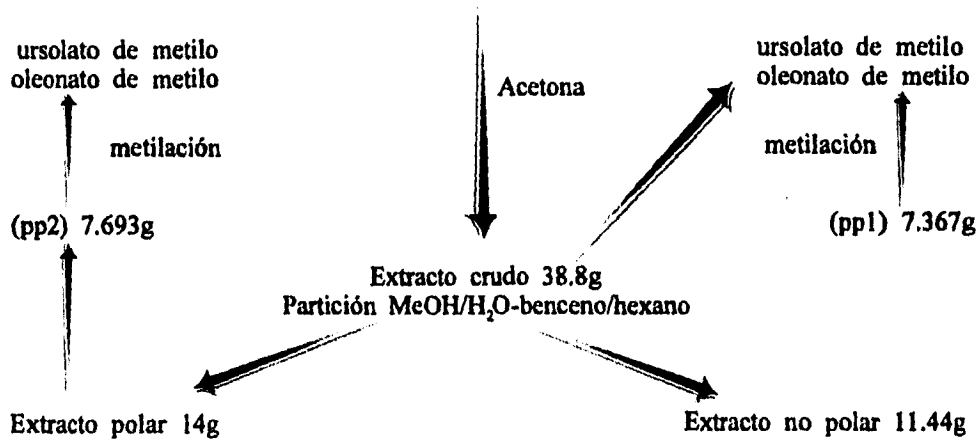 ursolato de metilo
oleonato de metilo
metilación
(pp2) 7.693g
Acetona
ursolato de metilo
oleonato de metilo
metilación
(pp1) 7.367g
Extracto crudo 38.8g
Partición MeOH/H₂O-benceno/hexano
Extracto polar 14g
Extracto no polar 11.44g